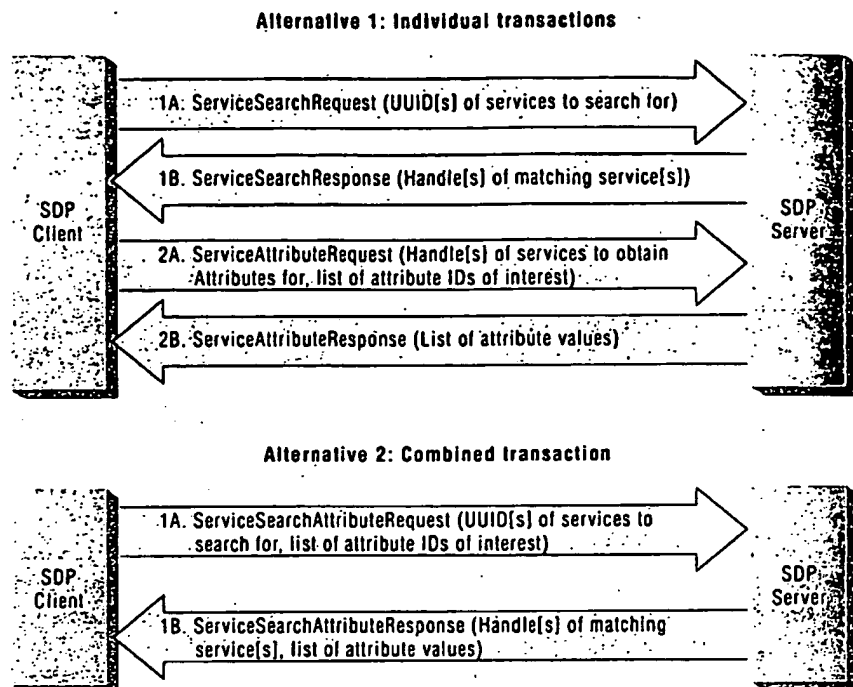 Alternative 1: Individual transactions
SDP
Client
1A: ServiceSearchRequest (UUID[s] of services to search for)
1B. ServiceSearchResponse (Handle[s] of matching service[s])
2A. ServiceAttributeRequest (Handle[s] of services to obtain
Attributes for, list of attribute IDs of interest)
2B. ServiceAttributeResponse (List of attribute values)
SDP
Server
Alternative 2: Combined transaction
SDP
Client
1A. ServiceSearchAttributeRequest (UUID[s] of services to
search for, list of attribute IDs of interest)
1B. ServiceSearchAttributeResponse (Handle[s] of matching
service[s], list of attribute values)
SDP
Server